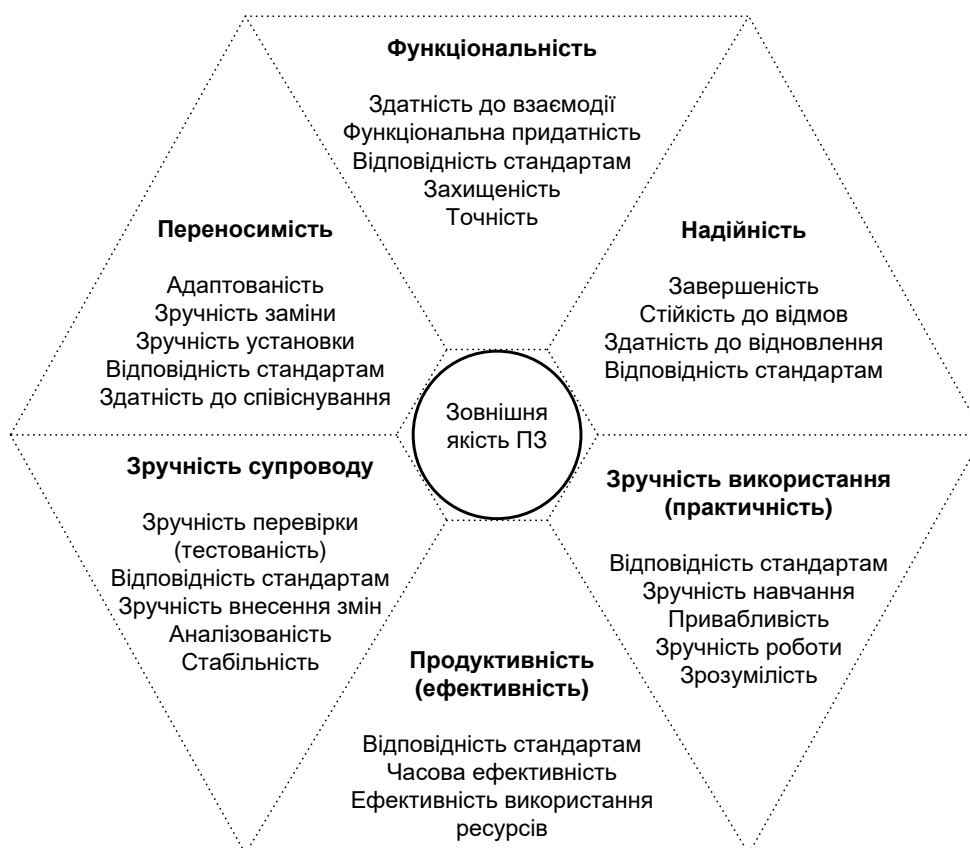 Функціональність
Здатність до взаємодії
Функціональна придатність
Відповідність стандартам
Захищеність
Точність
Переносимість
Адаптованість
Зручність заміни
Зручність установки
Відповідність стандартам
Здатність до співіснування
Надійність
Завершеність
Стійкість до відмов
Здатність до відновлення
Відповідність стандартам
Зовнішня
якість ПЗ
Зручність супроводу
Зручність перевірки
(тестованість)
Відповідність стандартам
Зручність внесення змін
Аналізованість
Стабільність
Зручність використання
(практичність)
Відповідність стандартам
Зручність навчання
Привабливість
Зручність роботи
Зрозумілість
Продуктивність
(ефективність)
Відповідність стандартам
Часова ефективність
Ефективність використання
ресурсів